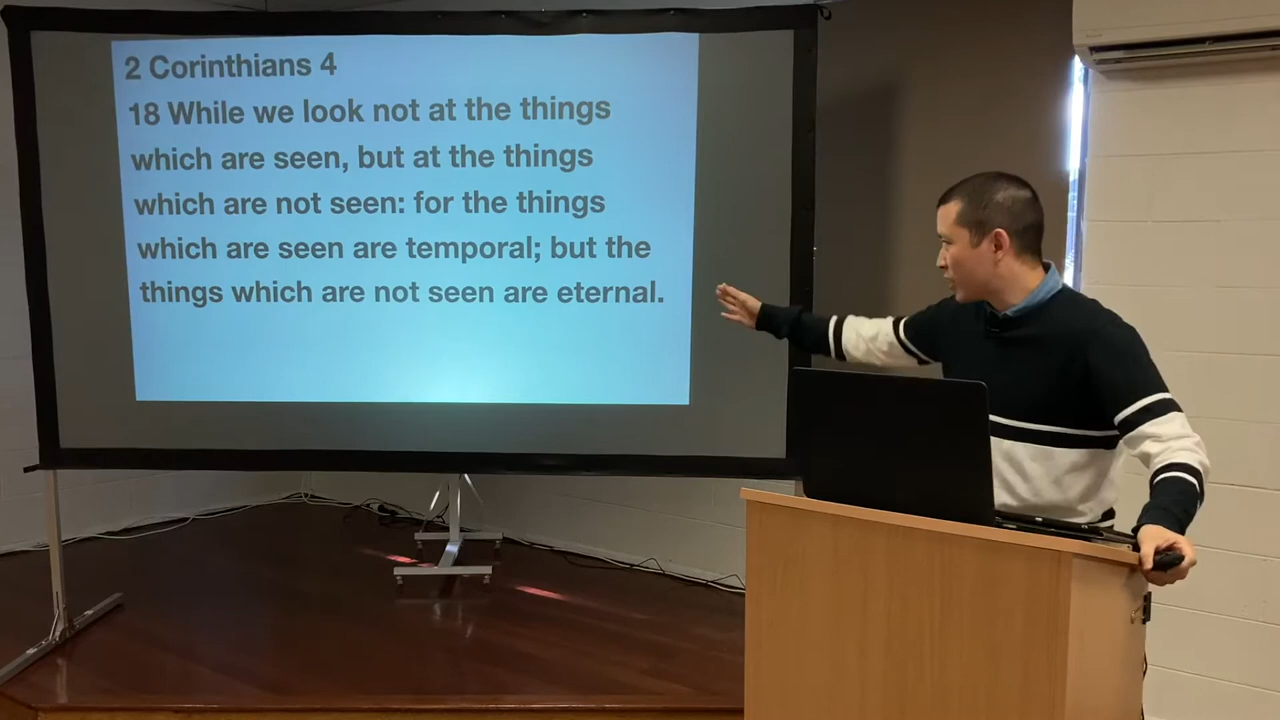 2 Corinthians 4
18 While we look not at the things
which are seen, but at the things
which are not seen: for the things
which are seen are temporal; but the
things which are not seen are eternal.